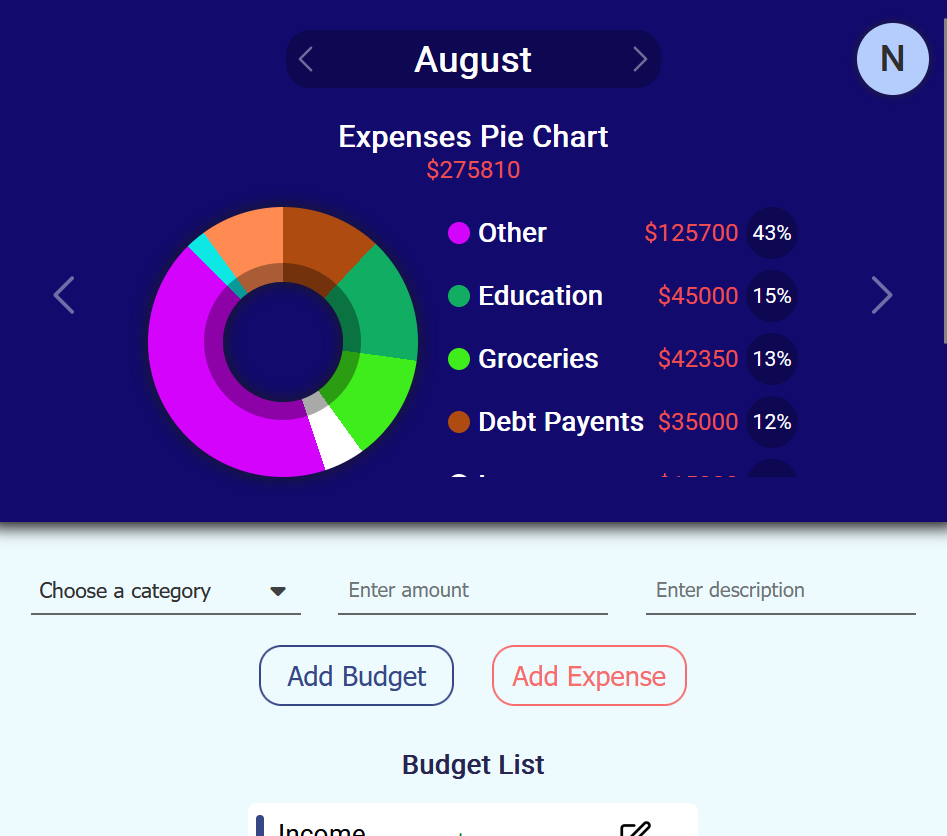 August
N
Expenses Pie Chart
$275810
Other $125700 43%
Education $45000 15%
Groceries $42350 13%
Debt Payents $35000 12%
Choose a category
Enter amount
Enter description
Add Budget
Add Expense
Budget List
Income